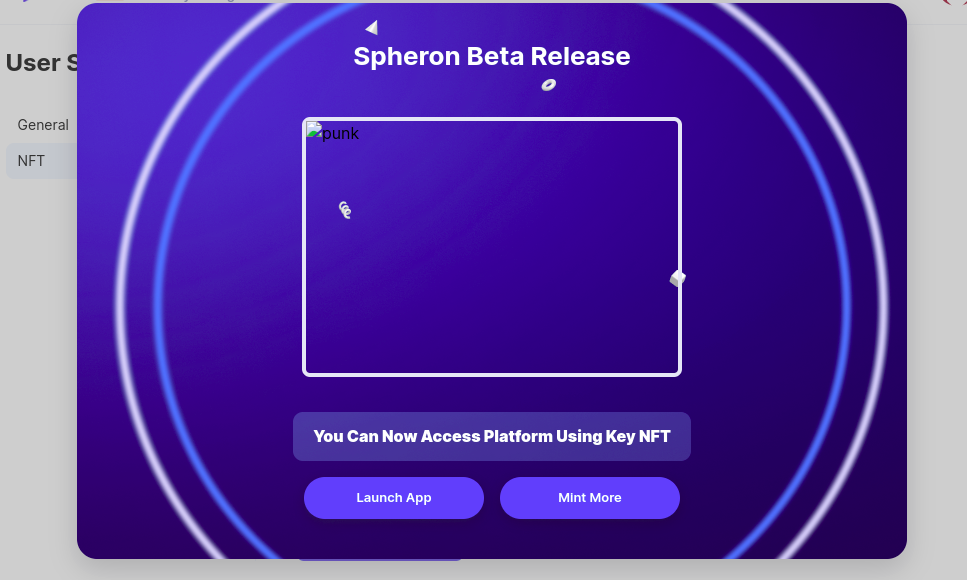 Spheron Beta Release
User S
General
NFT
punk
You Can Now Access Platform Using Key NFT
Launch App
Mint More